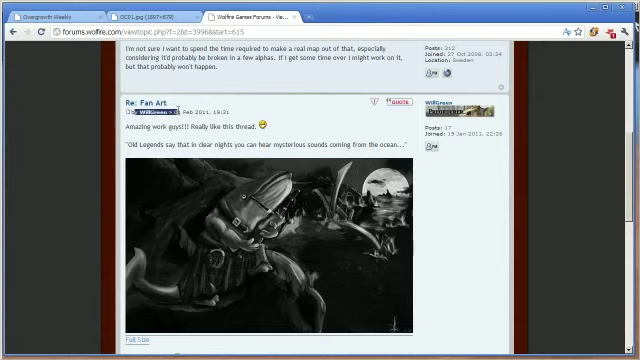 Overgrowth Weekly
OC01.jpg (1697×879)
Wolfire Games Forums - Vie...
forums.wolfire.com/viewtopic.php?f=2&t=3996&start=615
I'm not sure I want to spend the time required to make a real map out of that, especially
considering it'd probably be broken in a few alphas. If i get some time over I might work on it,
but that probably won't happen.
Posts: 212
Joined: 27 Oct 2008, 03:34
Location: Sweden
Re: Fan Art
by WillGreen » 01 Feb 2011, 19:21
QUOTE
WillGreen
Posts: 17
Joined: 19 Jan 2011, 22:26
Amazing work guys!!! Really like this thread.
"Old Legends say that in clear nights you can hear mysterious sounds coming from the ocean..."
Full Size